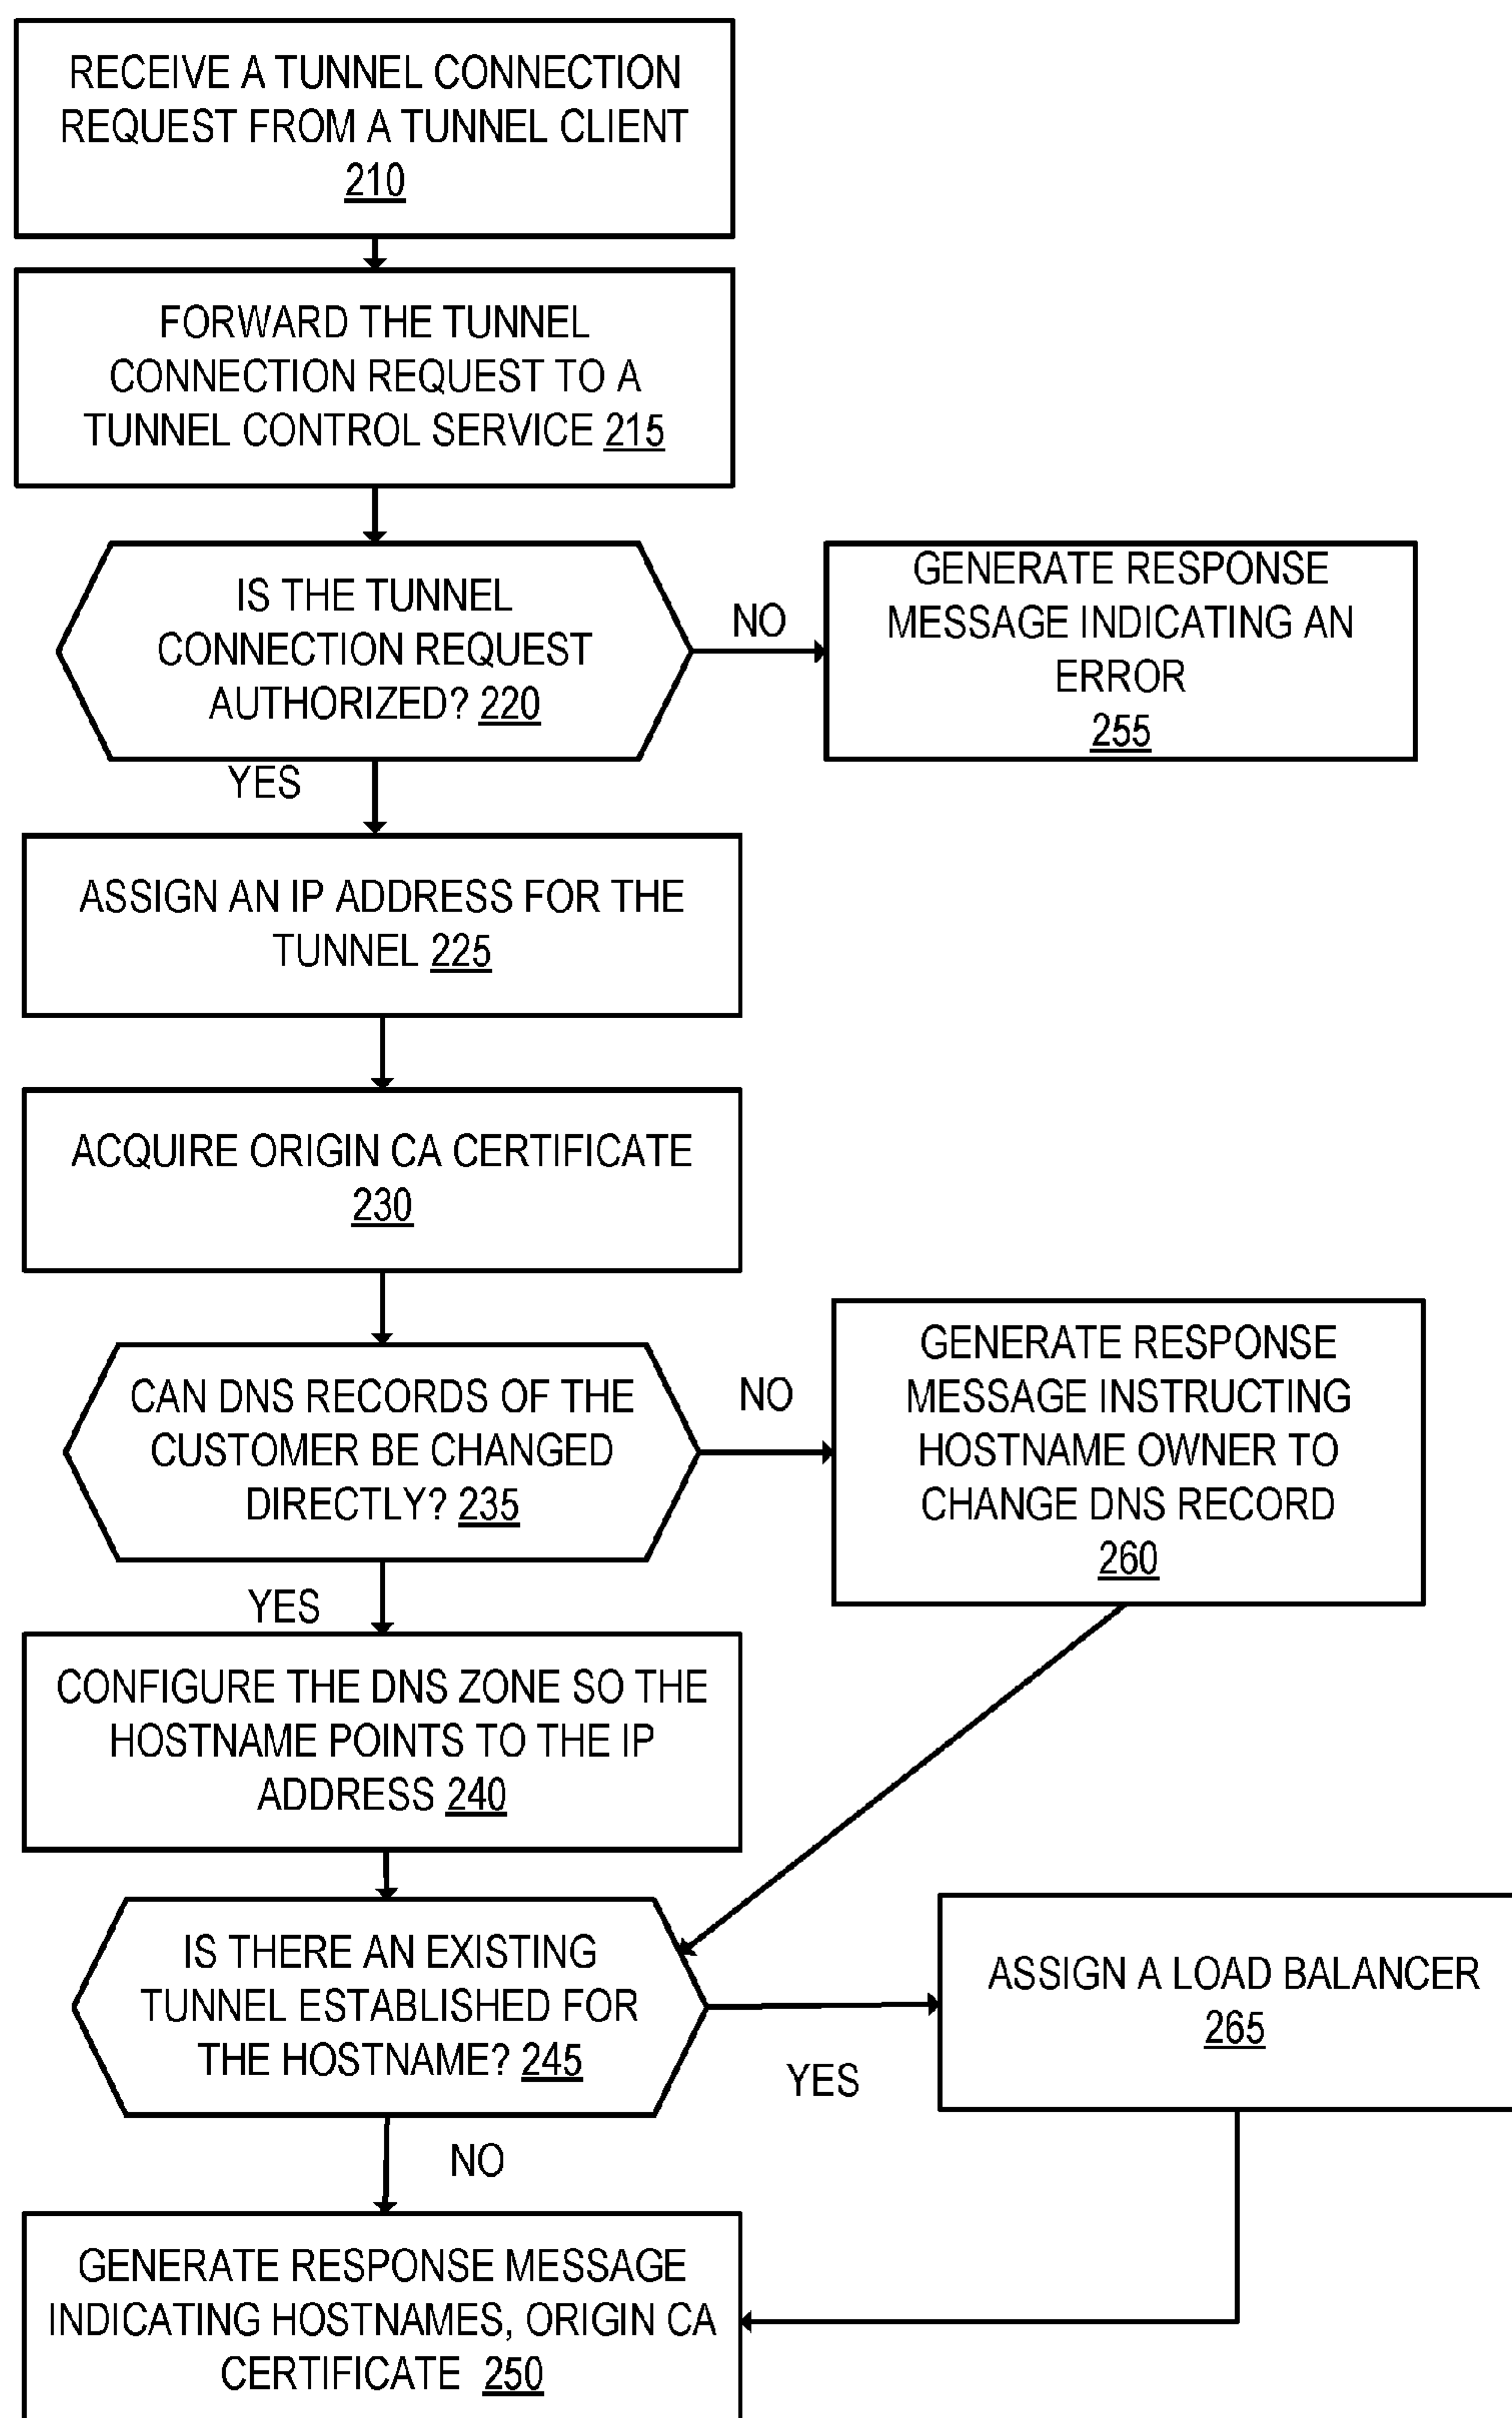 RECEIVE A TUNNEL CONNECTION
REQUEST FROM A TUNNEL CLIENT
210
FORWARD THE TUNNEL
CONNECTION REQUEST TO A
TUNNEL CONTROL SERVICE 215
IS THE TUNNEL
CONNECTION REQUEST
AUTHORIZED? 220
NO
GENERATE RESPONSE
MESSAGE INDICATING AN
ERROR
255
YES
ASSIGN AN IP ADDRESS FOR THE
TUNNEL 225
ACQUIRE ORIGIN CA CERTIFICATE
230
CAN DNS RECORDS OF THE
CUSTOMER BE CHANGED
DIRECTLY? 235
NO
GENERATE RESPONSE
MESSAGE INSTRUCTING
HOSTNAME OWNER TO
CHANGE DNS RECORD
260
YES
CONFIGURE THE DNS ZONE SO THE
HOSTNAME POINTS TO THE IP
ADDRESS 240
IS THERE AN EXISTING
TUNNEL ESTABLISHED FOR
THE HOSTNAME? 245
YES
ASSIGN A LOAD BALANCER
265
NO
GENERATE RESPONSE MESSAGE
INDICATING HOSTNAMES, ORIGIN CA
CERTIFICATE 250